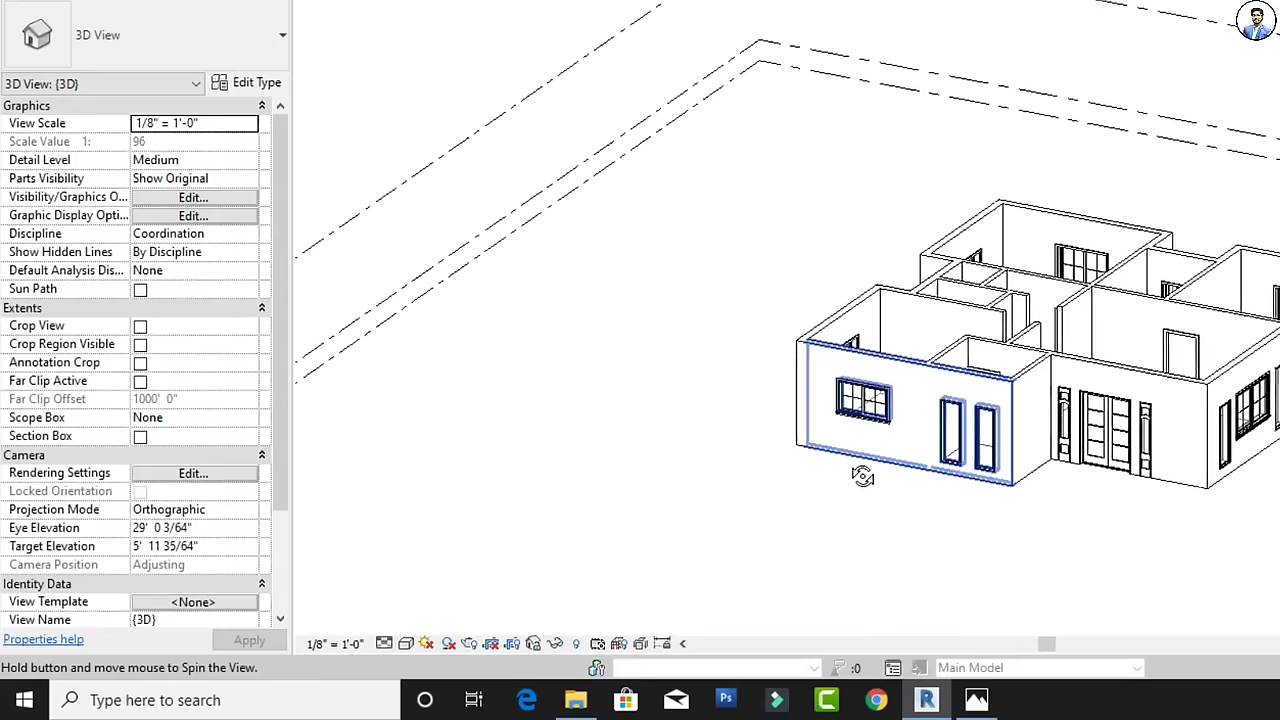 3D View
3D View: {3D}
Edit Type
Graphics
View Scale 1/8" = 1'-0"
Scale Value 1: 96
Detail Level Medium
Parts Visibility Show Original
Visibility/Graphics O... Edit...
Graphic Display Opti... Edit...
Discipline Coordination
Show Hidden Lines By Discipline
Default Analysis Dis... None
Sun Path
Extents
Crop View
Crop Region Visible
Annotation Crop
Far Clip Active
Far Clip Offset 1000' 0"
Scope Box None
Section Box
Camera
Rendering Settings Edit...
Locked Orientation
Projection Mode Orthographic
Eye Elevation 29' 0 3/64"
Target Elevation 5' 11 35/64"
Camera Position Adjusting
Identity Data
View Template <None>
View Name {3D}
Properties help Apply
1/8" = 1'-0"
Hold button and move mouse to Spin the View.
:0
Main Model
Type here to search
Ps
C
R